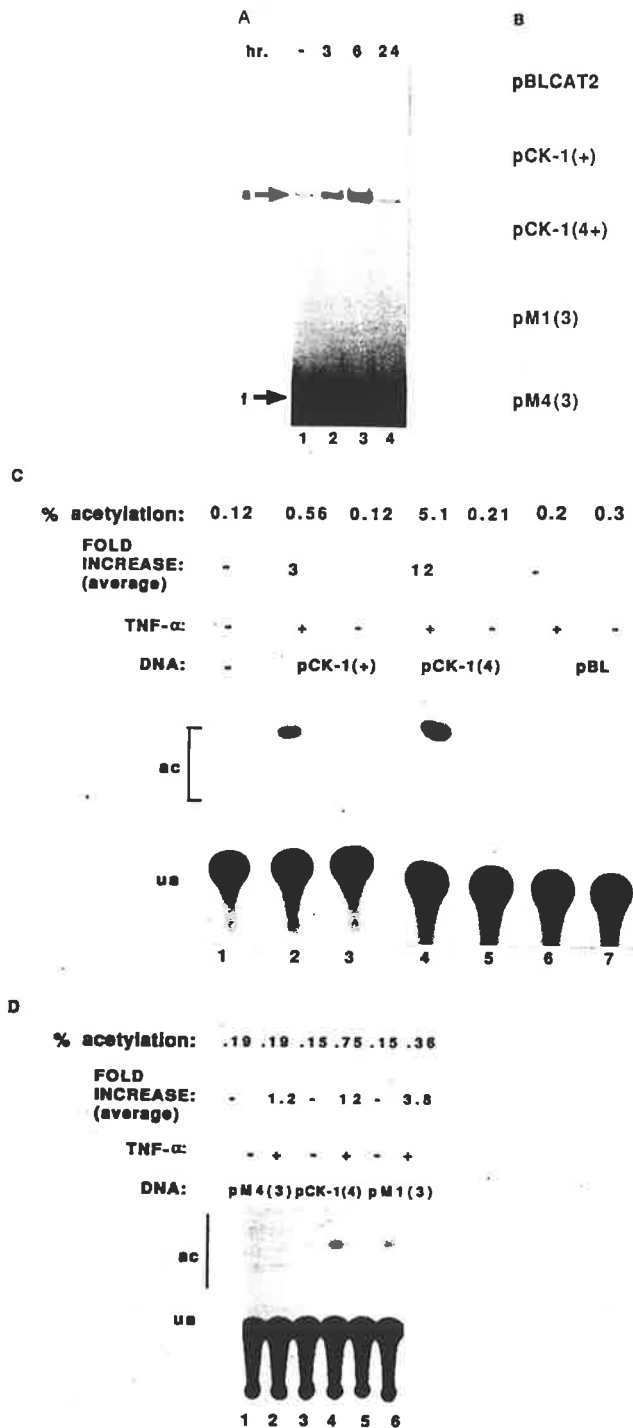 A
B
hr. - 3 6 24
pBLCAT2
pCK-1(+)
a
pCK-1(4+)
pM1(3)
f
pM4(3)
1 2 3 4
C
% acetylation: 0.12 0.56 0.12 5.1 0.21 0.2 0.3
FOLD
INCREASE: - 3 12 -
(average)
TNF-α: - + - + - + -
DNA: - pCK-1(+) pCK-1(4) pBL
ac
ua
1 2 3 4 5 6 7
D
% acetylation: .19 .19 .15 .75 .15 .36
FOLD
INCREASE: - 1.2 - 12 - 3.8
(average)
TNF-α: - + - + - +
DNA: pM4(3) pCK-1(4) pM1(3)
ac
ua
1 2 3 4 5 6